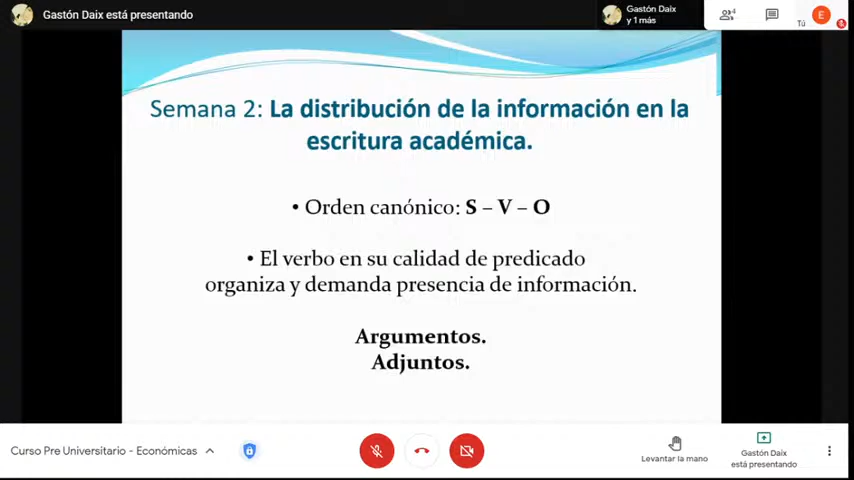 Gastón Daix está presentando
Gastón Daix
y 1 más
4
Tú
E
Semana 2: La distribución de la información en la
escritura académica.
• Orden canónico: S – V – O
• El verbo en su calidad de predicado
organiza y demanda presencia de información.
Argumentos.
Adjuntos.
Curso Pre Universitario - Económicas
Levantar la mano
Gastón Daix
está presentando